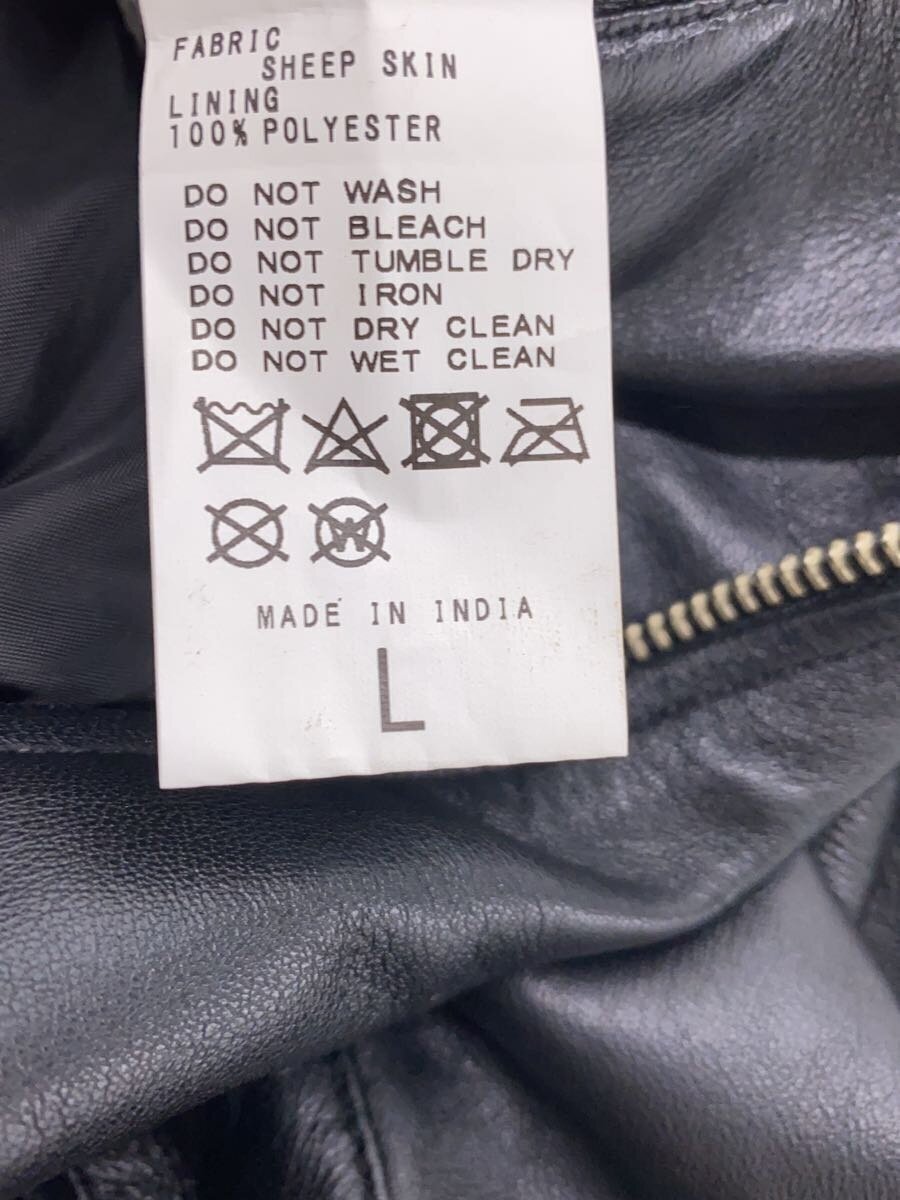 FABRIC
SHEEP SKIN
LINING
100% POLYESTER
DO NOT WASH
DO NOT BLEACH
DO NOT TUMBLE DRY
DO NOT IRON
DO NOT DRY CLEAN
DO NOT WET CLEAN
W
MADE IN INDIA
L